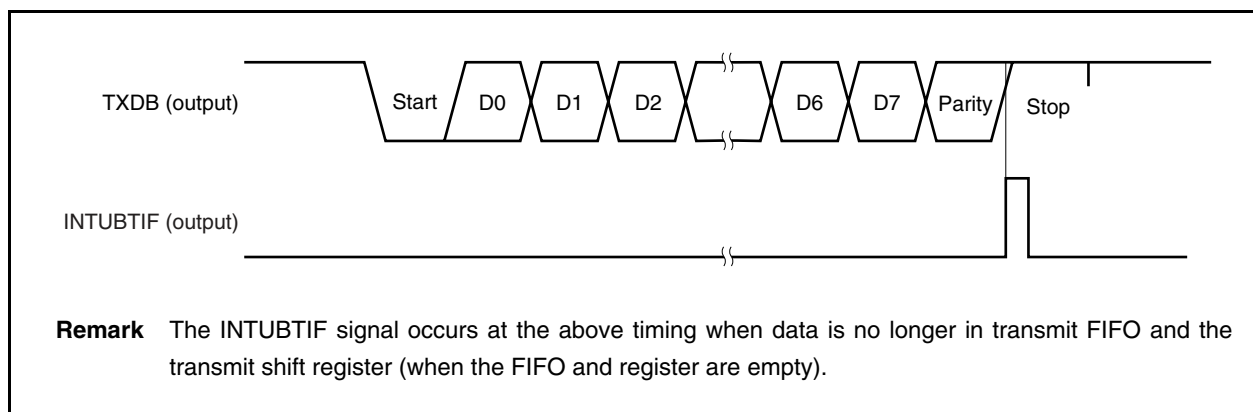 TXDB (output)
Start D0 D1 D2 D6 D7 Parity Stop
INTUBTIF (output)
Remark The INTUBTIF signal occurs at the above timing when data is no longer in transmit FIFO and the
transmit shift register (when the FIFO and register are empty).